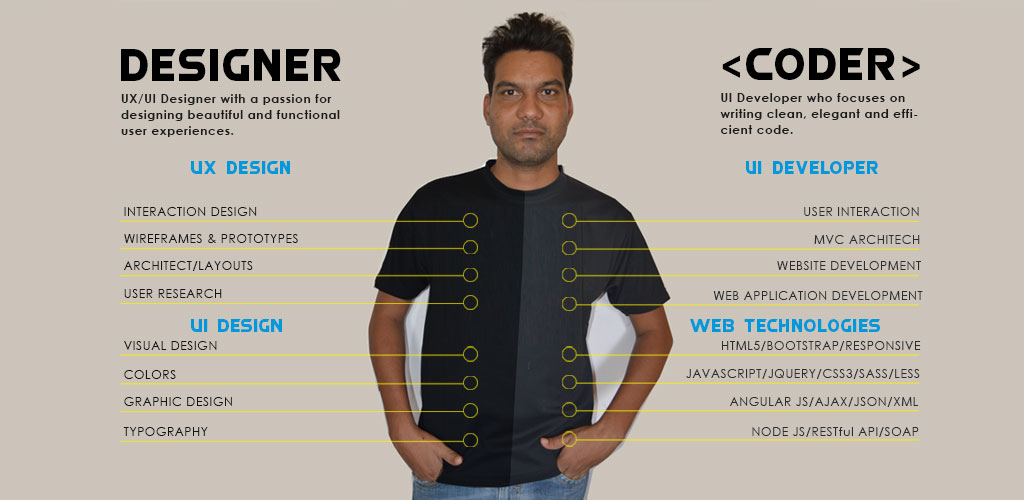 DESIGNER
UX/UI Designer with a passion for
designing beautiful and functional
user experiences.
UX DESIGN
INTERACTION DESIGN
WIREFRAMES & PROTOTYPES
ARCHITECT/LAYOUTS
USER RESEARCH
UI DESIGN
VISUAL DESIGN
COLORS
GRAPHIC DESIGN
TYPOGRAPHY
<CODER>
UI Developer who focuses on
writing clean, elegant and effi-
cient code.
UI DEVELOPER
USER INTERACTION
MVC ARCHITECH
WEBSITE DEVELOPMENT
WEB APPLICATION DEVELOPMENT
WEB TECHNOLOGIES
HTML5/BOOTSTRAP/RESPONSIVE
JAVASCRIPT/JQUERY/CSS3/SASS/LESS
ANGULAR JS/AJAX/JSON/XML
NODE JS/RESTful API/SOAP